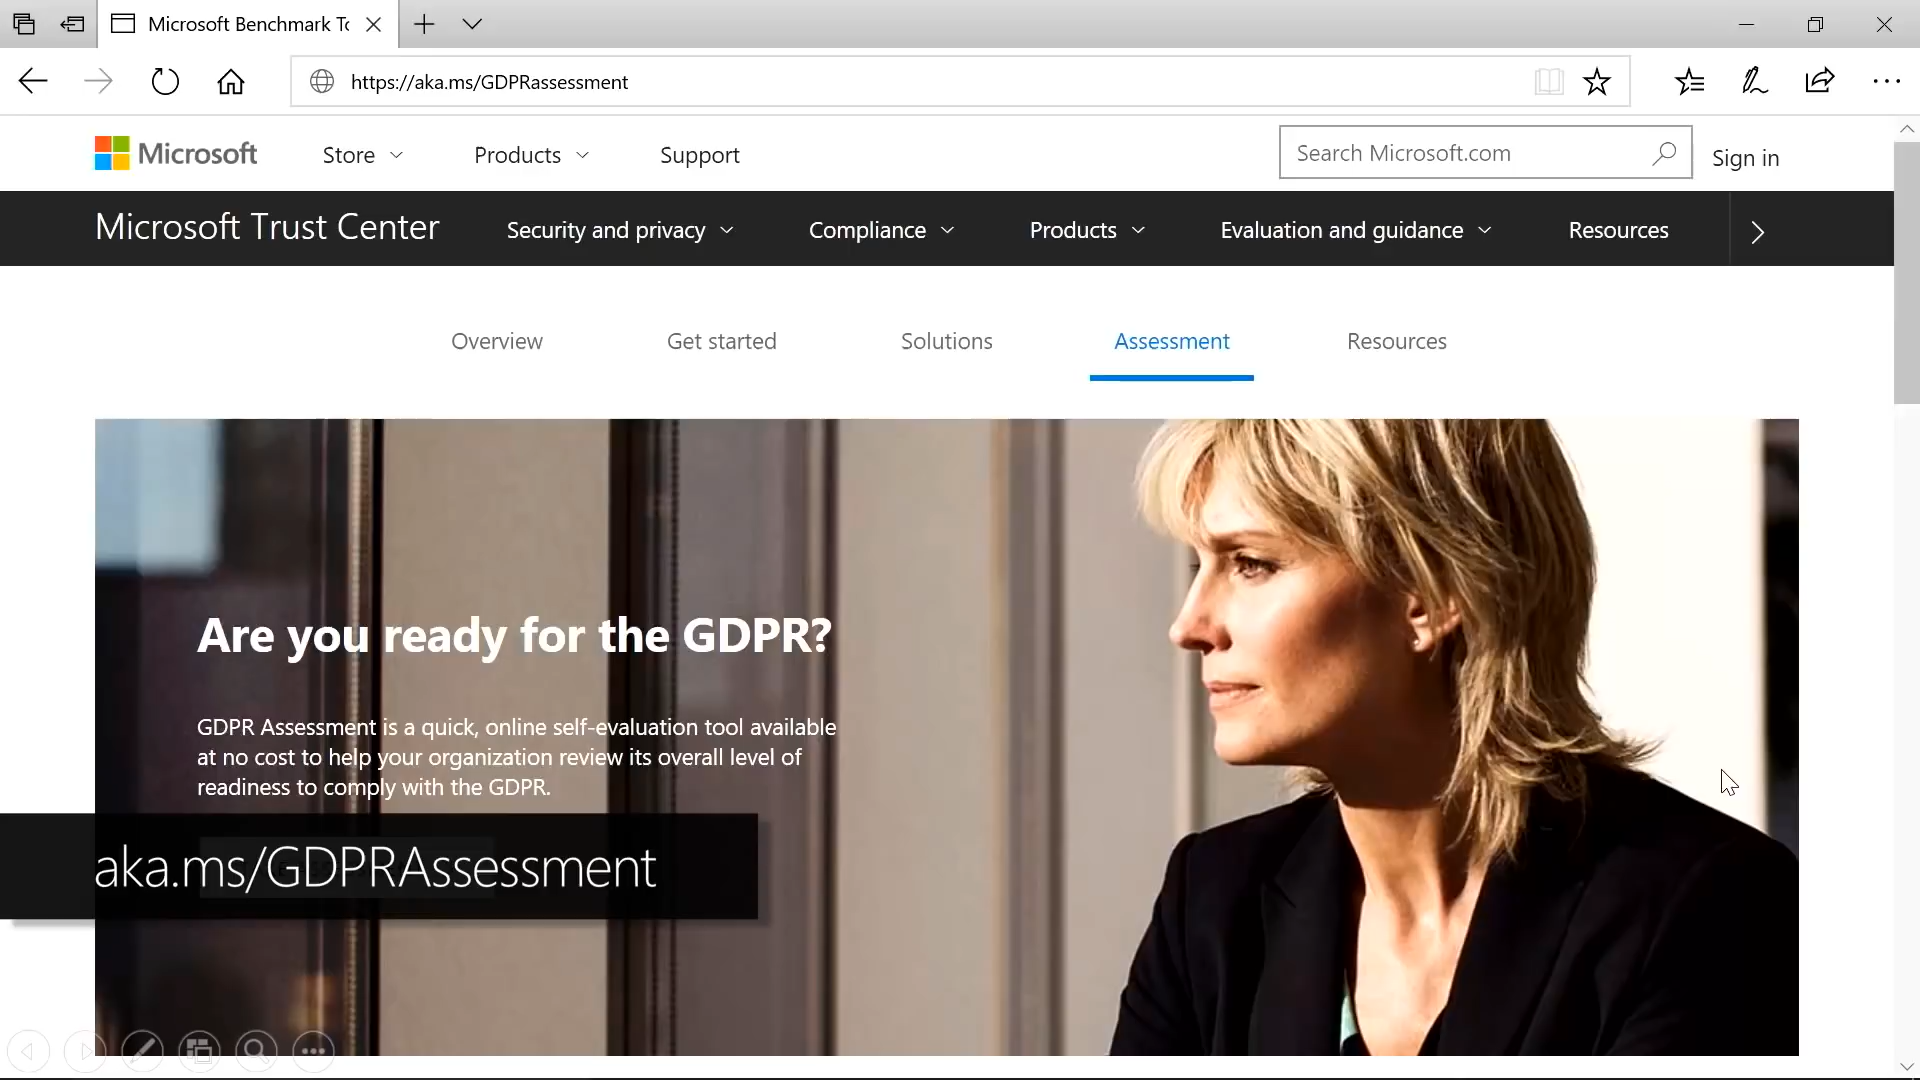 Microsoft Benchmark To
https://aka.ms/GDPRassessment
Microsoft Store Products Support Search Microsoft.com Sign in
Microsoft Trust Center Security and privacy Compliance Products Evaluation and guidance Resources
Overview Get started Solutions Assessment Resources
Are you ready for the GDPR?
GDPR Assessment is a quick, online self-evaluation tool available
at no cost to help your organization review its overall level of
readiness to comply with the GDPR.
aka.ms/GDPRAssessment